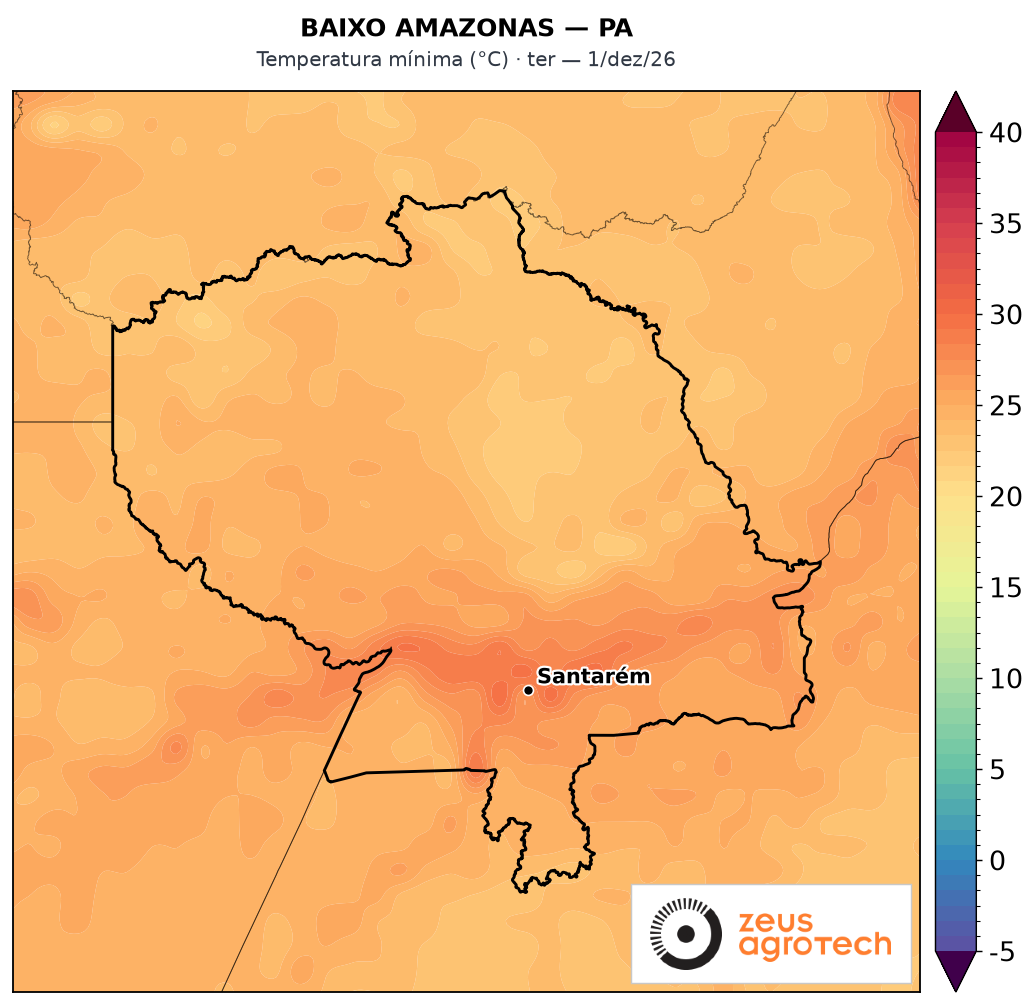 BAIXO AMAZONAS — PA
Temperatura mínima (°C) · ter — 1/dez/26
40
35
30
25
20
15
10
5
0
-5
Santarém
zeus
agrotech